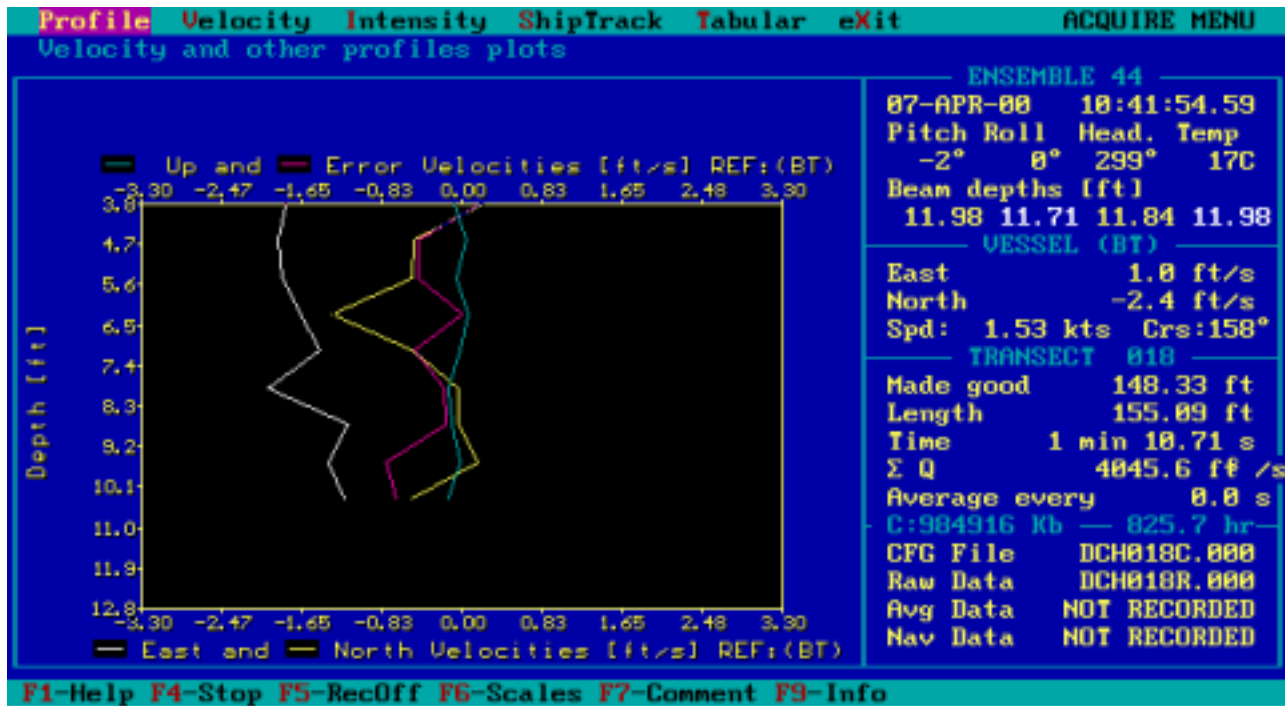 Profile Velocity Intensity ShipTrack Tabular eXit ACQUIRE MENU
Velocity and other profiles plots
Up and Error Velocities [ft/s] REF:(BT)
-3.30 -2.47 -1.65 -0.83 0.00 0.83 1.65 2.48 3.30
3.8
4.7
5.6
6.5
7.4
8.3
9.2
10.1
11.0
11.9
12.8
Depth [ft]
-3.30 -2.47 -1.65 -0.83 0.00 0.83 1.65 2.48 3.30
East and North Velocities [ft/s] REF:(BT)
ENSEMBLE 44
07-APR-00 10:41:54.59
Pitch Roll Head. Temp
-2° 0° 299° 17C
Beam depths [ft]
11.98 11.71 11.84 11.98
VESSEL (BT)
East 1.0 ft/s
North -2.4 ft/s
Spd: 1.53 kts Crs:158°
TRANSECT 018
Made good 148.33 ft
Length 155.09 ft
Time 1 min 10.71 s
Σ Q 4045.6 /s
Average every 0.0 s
C:984916 Kb — 825.7 hr
CFG File DCH018C.000
Raw Data DCH018R.000
Avg Data NOT RECORDED
Nav Data NOT RECORDED
F1-Help F4-Stop F5-RecOff F6-Scales F7-Comment F9-Info